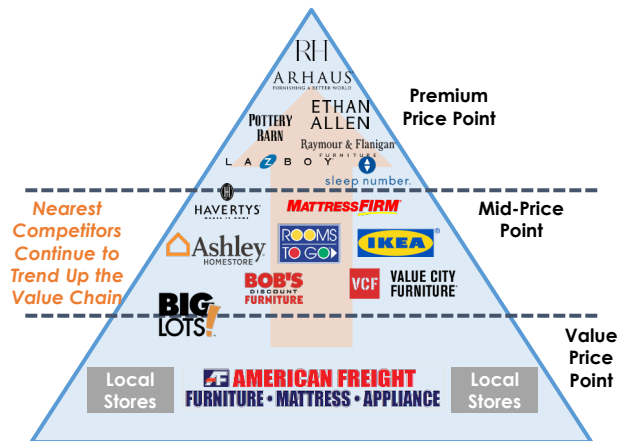 RH
ARHAUS®
FURNISHING A BETTER WORLD
Premium
Price Point
POTTERY
BARN
ETHAN
ALLEN
Raymour & Flanigan®
FURNITURE
LAZBOY
sleep number.
Nearest
Competitors
Continue to
Trend Up the
Value Chain
H
HAVERTYS®
MATTRESSFIRM®
Mid-Price
Point
Ashley®
HOMESTORE
ROOMS
TO GO
IKEA®
BOB'S
DISCOUNT
FURNITURE
VCF
VALUE CITY
FURNITURE®
BIG
LOTS!
Value
Price
Point
Local
Stores
AF AMERICAN FREIGHT
FURNITURE • MATTRESS • APPLIANCE
Local
Stores